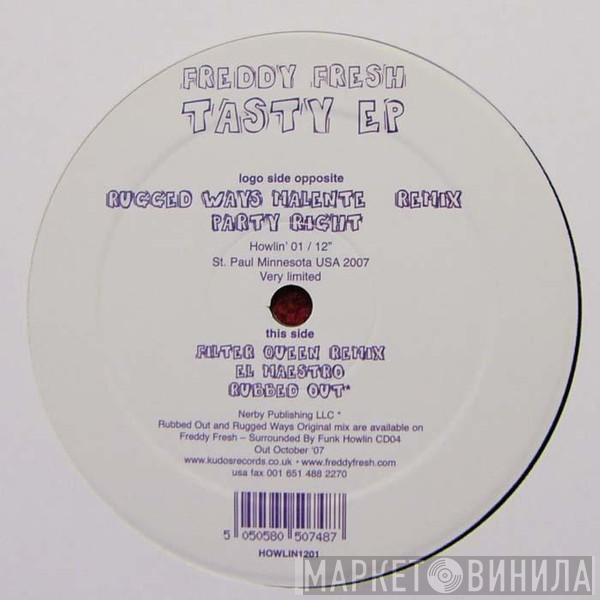 FREDDY FRESH
TASTY EP
logo side opposite
RUGGED WAYS MALENTE REMIX
PARTY RIGHT
Howlin' 01 / 12"
St. Paul Minnesota USA 2007
Very limited
this side
FILTER QUEEN REMIX
EL MAESTRO
RUBBED OUT*
Nerby Publishing LLC *
Rubbed Out and Rugged Ways Original mix are available on
Freddy Fresh – Surrounded By Funk Howlin CD04
Out October '07
www.kudosrecords.co.uk • www.freddyfresh.com
usa fax 001 651 488 2270
5 050580 507487
HOWLIN1201
МАРКЕТ ВИНИЛА